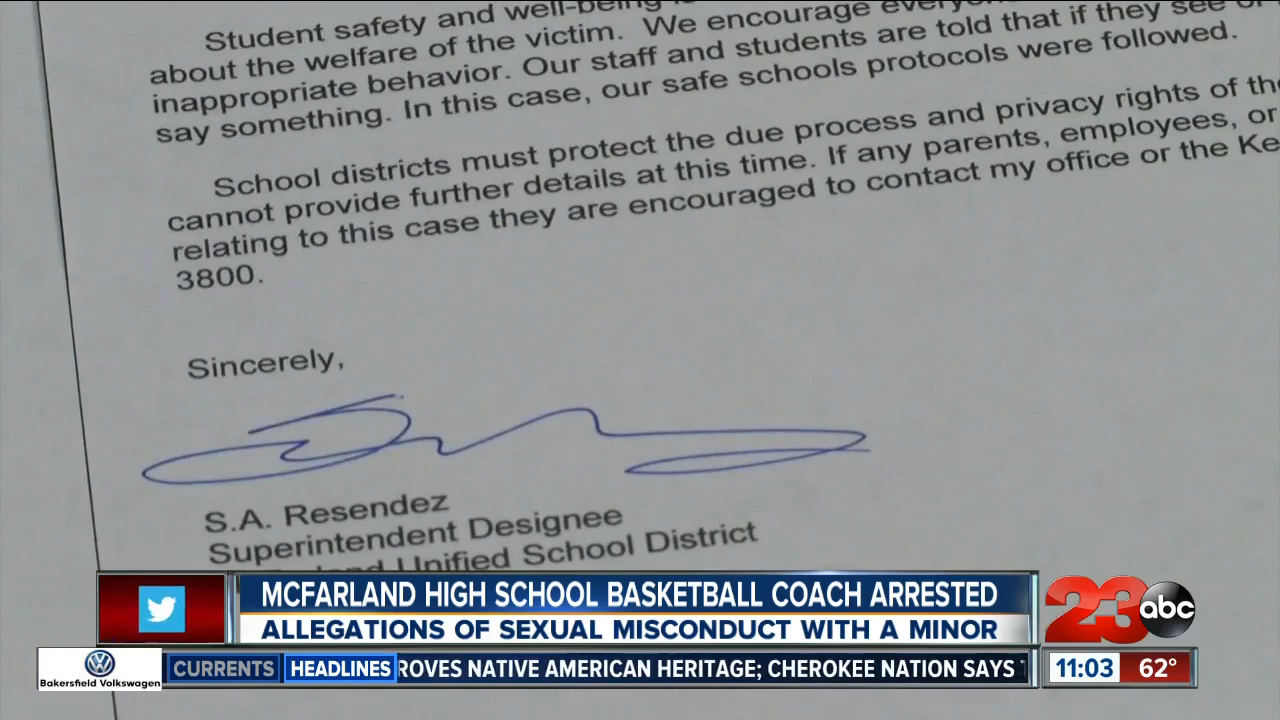 Student safety and well-being
about the welfare of the victim. We encourage
inappropriate behavior. Our staff and students are told that if they see
say something. In this case, our safe schools protocols were followed.
School districts must protect the due process and privacy rights of the
cannot provide further details at this time. If any parents, employees, or
relating to this case they are encouraged to contact my office or the Ke
3800.
Sincerely,
S.A. Resendez
Superintendent Designee
Unified School District
MCFARLAND HIGH SCHOOL BASKETBALL COACH ARRESTED
ALLEGATIONS OF SEXUAL MISCONDUCT WITH A MINOR
23 abc
Bakersfield Volkswagen
CURRENTS HEADLINES ROVES NATIVE AMERICAN HERITAGE; CHEROKEE NATION SAYS
11:03 62°